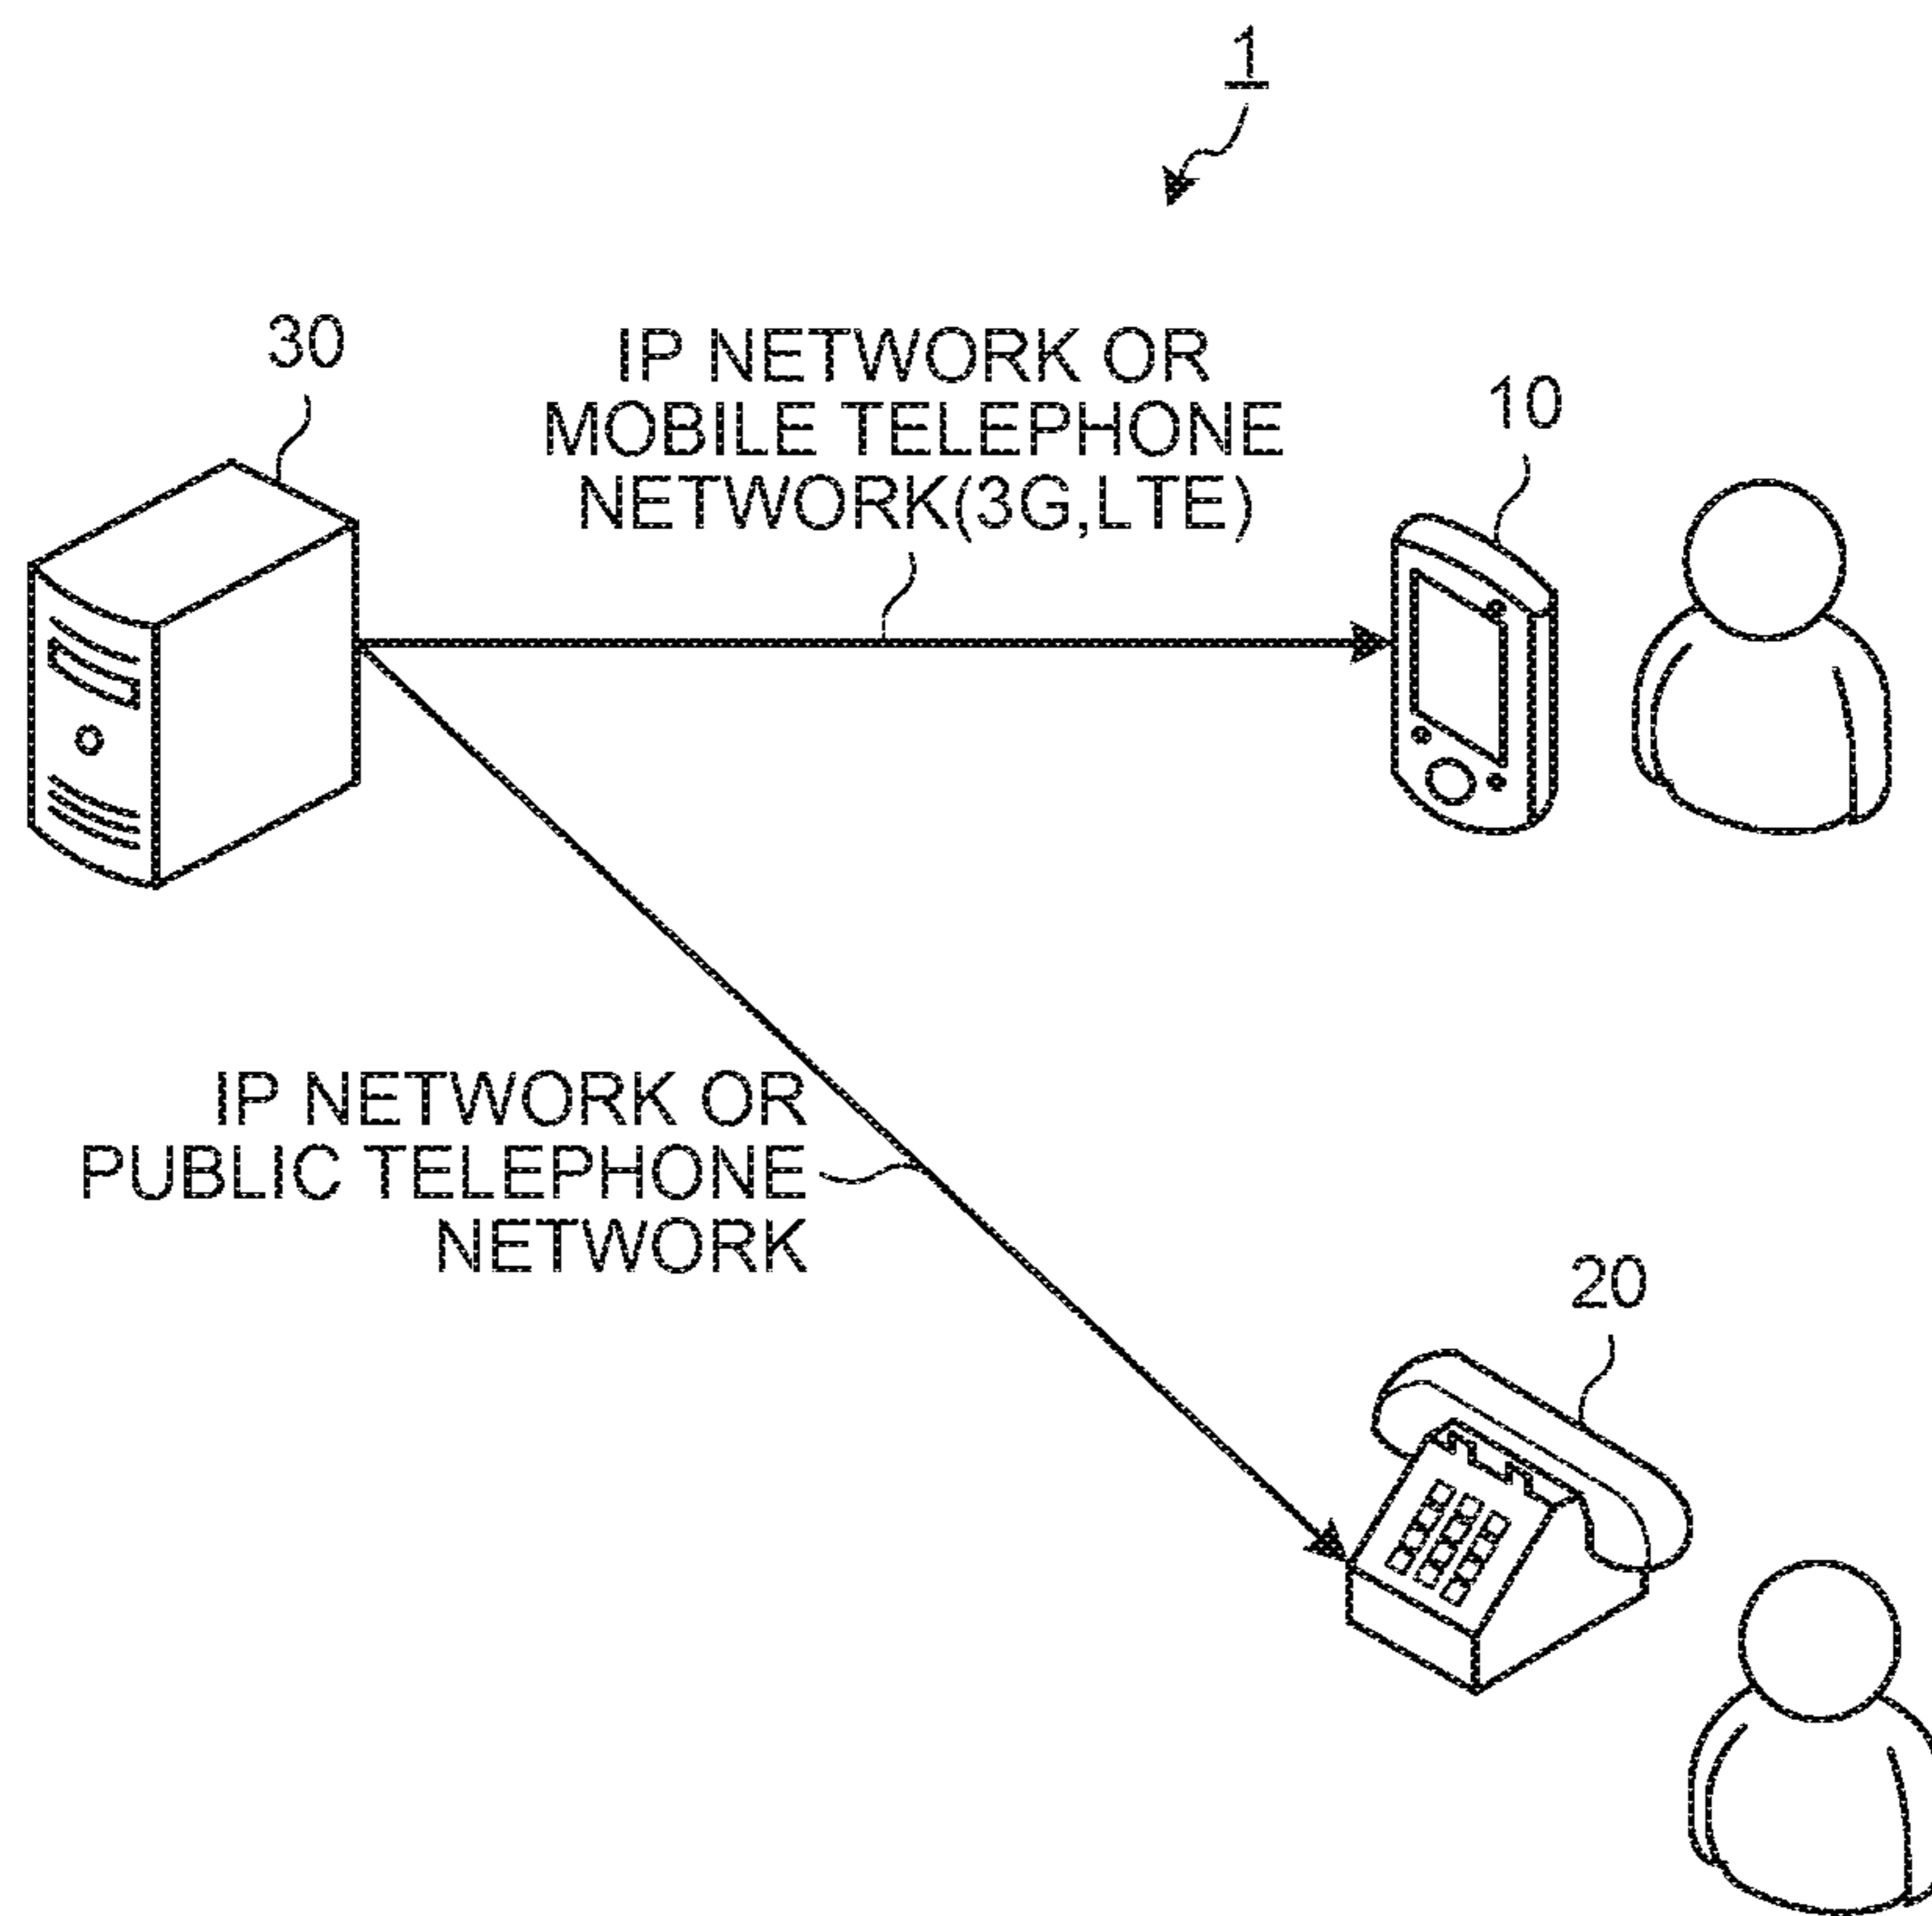 1
30
IP NETWORK OR
MOBILE TELEPHONE
NETWORK(3G,LTE)
10
IP NETWORK OR
PUBLIC TELEPHONE
NETWORK
20